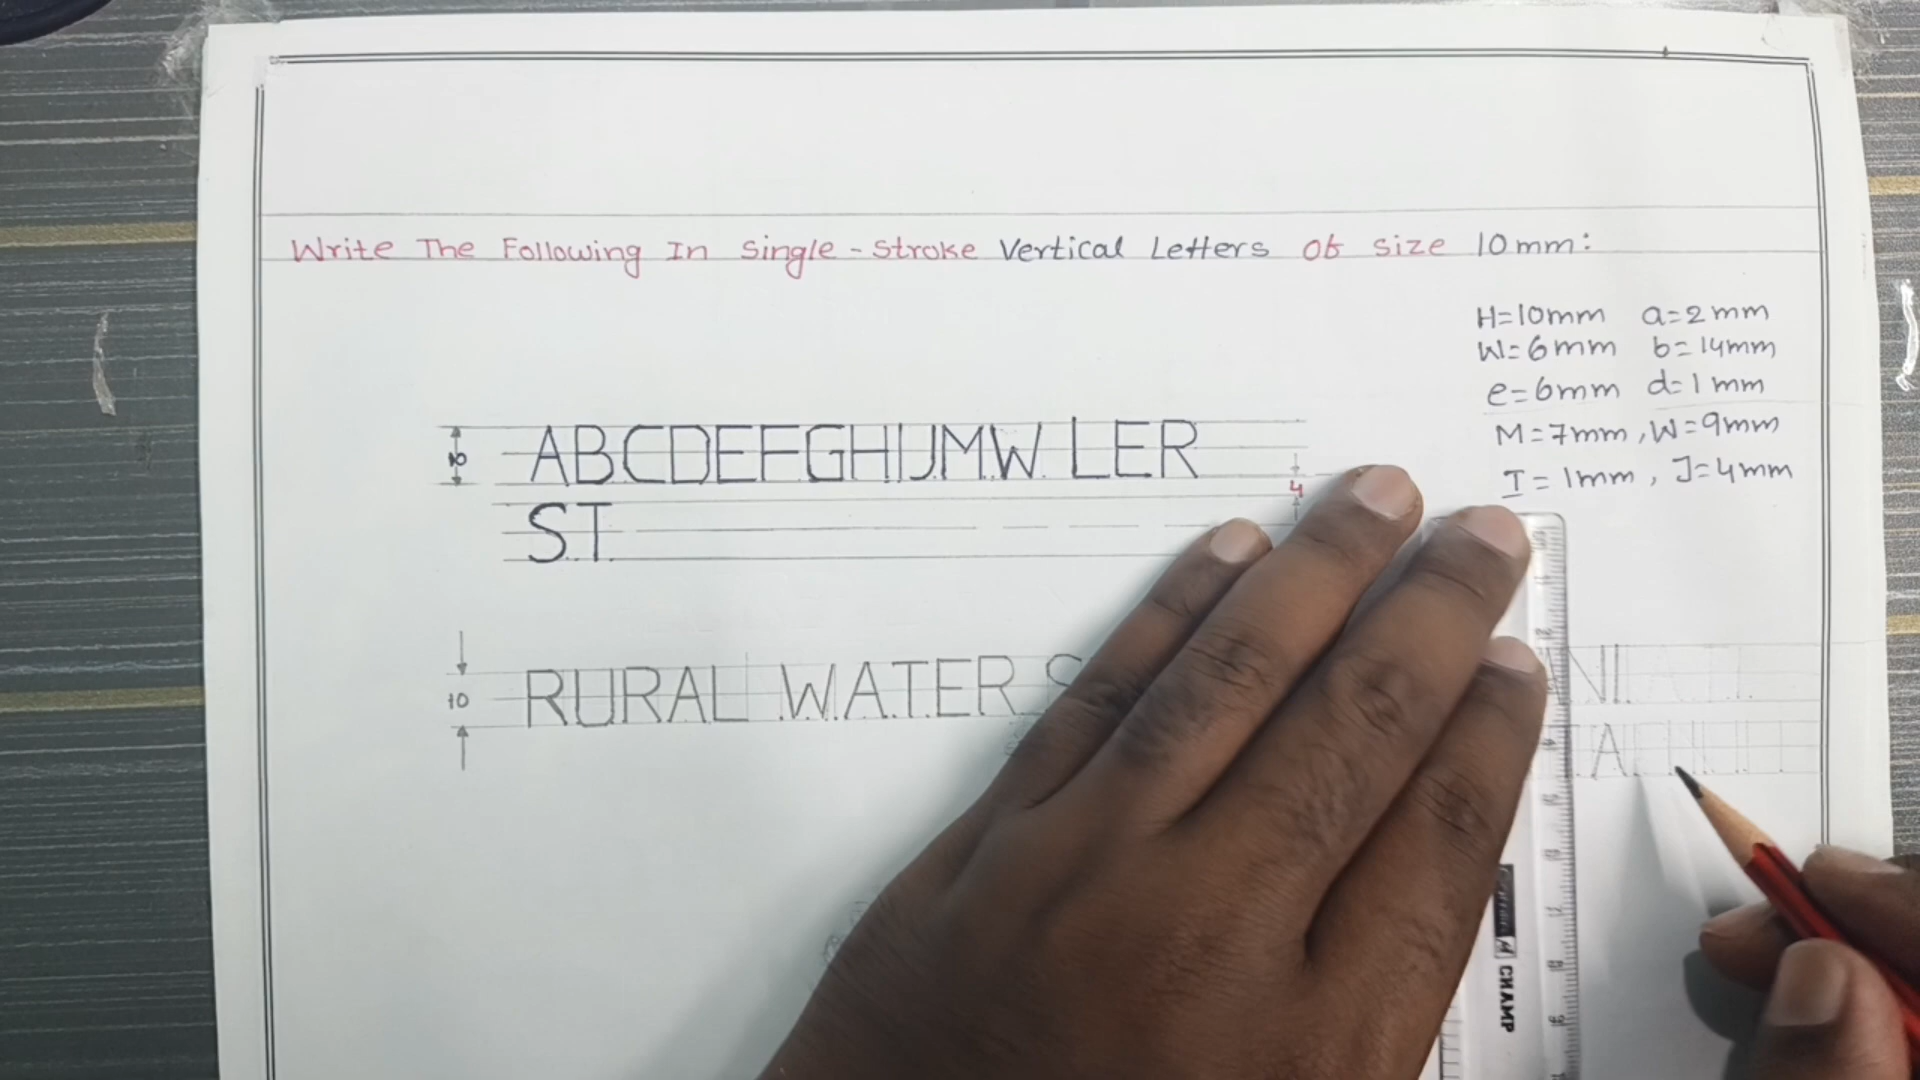 Write The Following In Single-Stroke Vertical Letters Of Size 10mm:
H=10mm a=2mm
W=6mm b=14mm
e=6mm d=1mm
M=7mm, W=9mm
I=1mm, J=4mm
10 ABCDEFGHIJMW LER
4
ST
10 RURAL WATER S
ANI
A
CHAMP